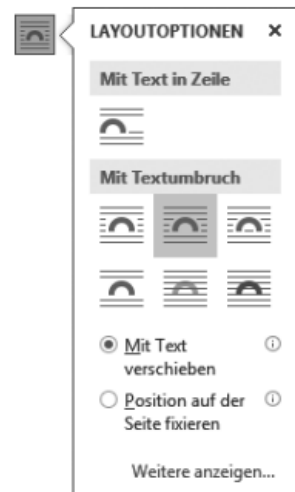 LAYOUTOPTIONEN ×
Mit Text in Zeile
Mit Textumbruch
Mit Text
verschieben
Position auf der
Seite fixieren
Weitere anzeigen...